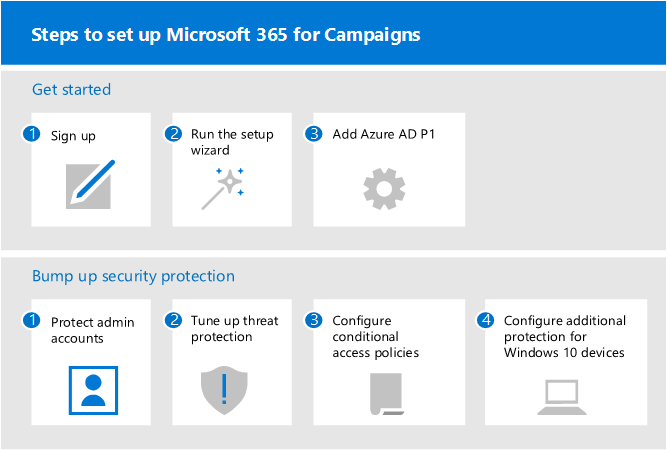 Steps to set up Microsoft 365 for Campaigns
Get started
1 Sign up
2 Run the setup
wizard
3 Add Azure AD P1
Bump up security protection
1 Protect admin
accounts
2 Tune up threat
protection
3 Configure
conditional
access policies
4 Configure additional
protection for
Windows 10 devices